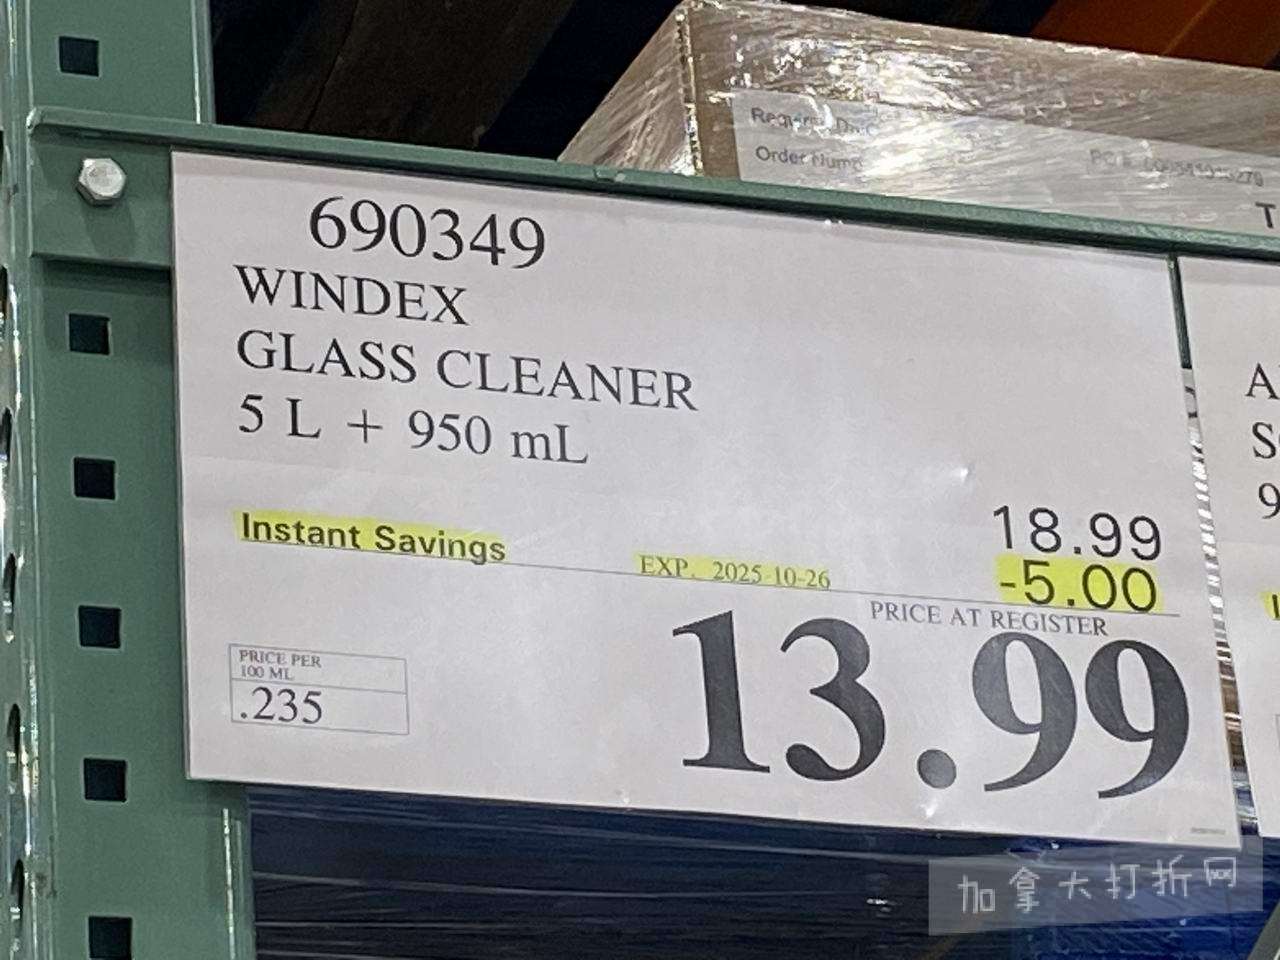 Order
T
690349
WINDEX
GLASS CLEANER
5 L + 950 mL
18.99
Instant Savings
EXP. 2025-10-26
-5.00
PRICE AT REGISTER
13.99
PRICE PER
100 ML
.235
A
S
9
加拿大打折网